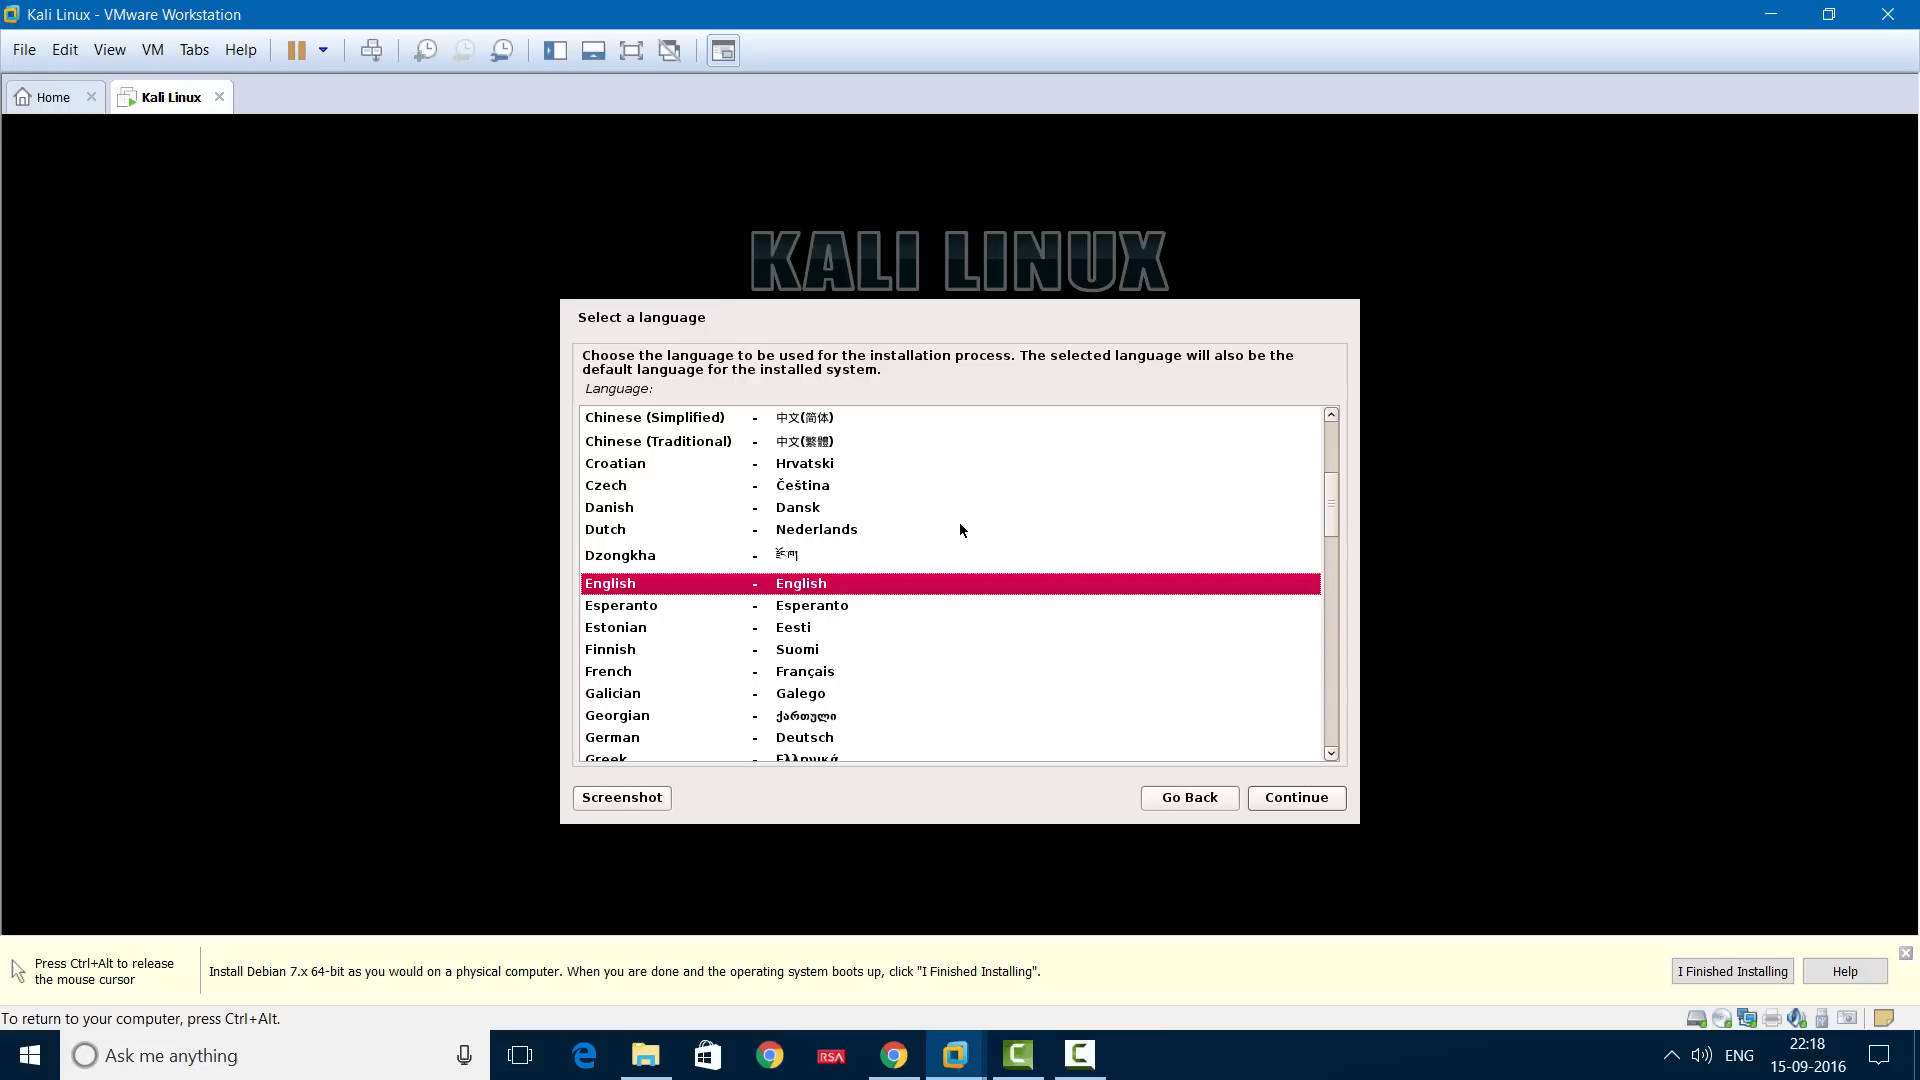 Kali Linux - VMware Workstation
File Edit View VM Tabs Help
Home
Kali Linux
KALI LINUX
Select a language
Choose the language to be used for the installation process. The selected language will also be the
default language for the installed system.
Language:
Chinese (Simplified) - 中文(简体)
Chinese (Traditional) - 中文(繁體)
Croatian - Hrvatski
Czech - Čeština
Danish - Dansk
Dutch - Nederlands
Dzongkha - རྫོང་ཁ།
English - English
Esperanto - Esperanto
Estonian - Eesti
Finnish - Suomi
French - Français
Galician - Galego
Georgian - ქართული
German - Deutsch
Greek - Ελληνικά
Screenshot
Go Back
Continue
Press Ctrl+Alt to release
the mouse cursor
Install Debian 7.x 64-bit as you would on a physical computer. When you are done and the operating system boots up, click "I Finished Installing".
I Finished Installing
Help
To return to your computer, press Ctrl+Alt.
Ask me anything
RSA
ENG
22:18
15-09-2016